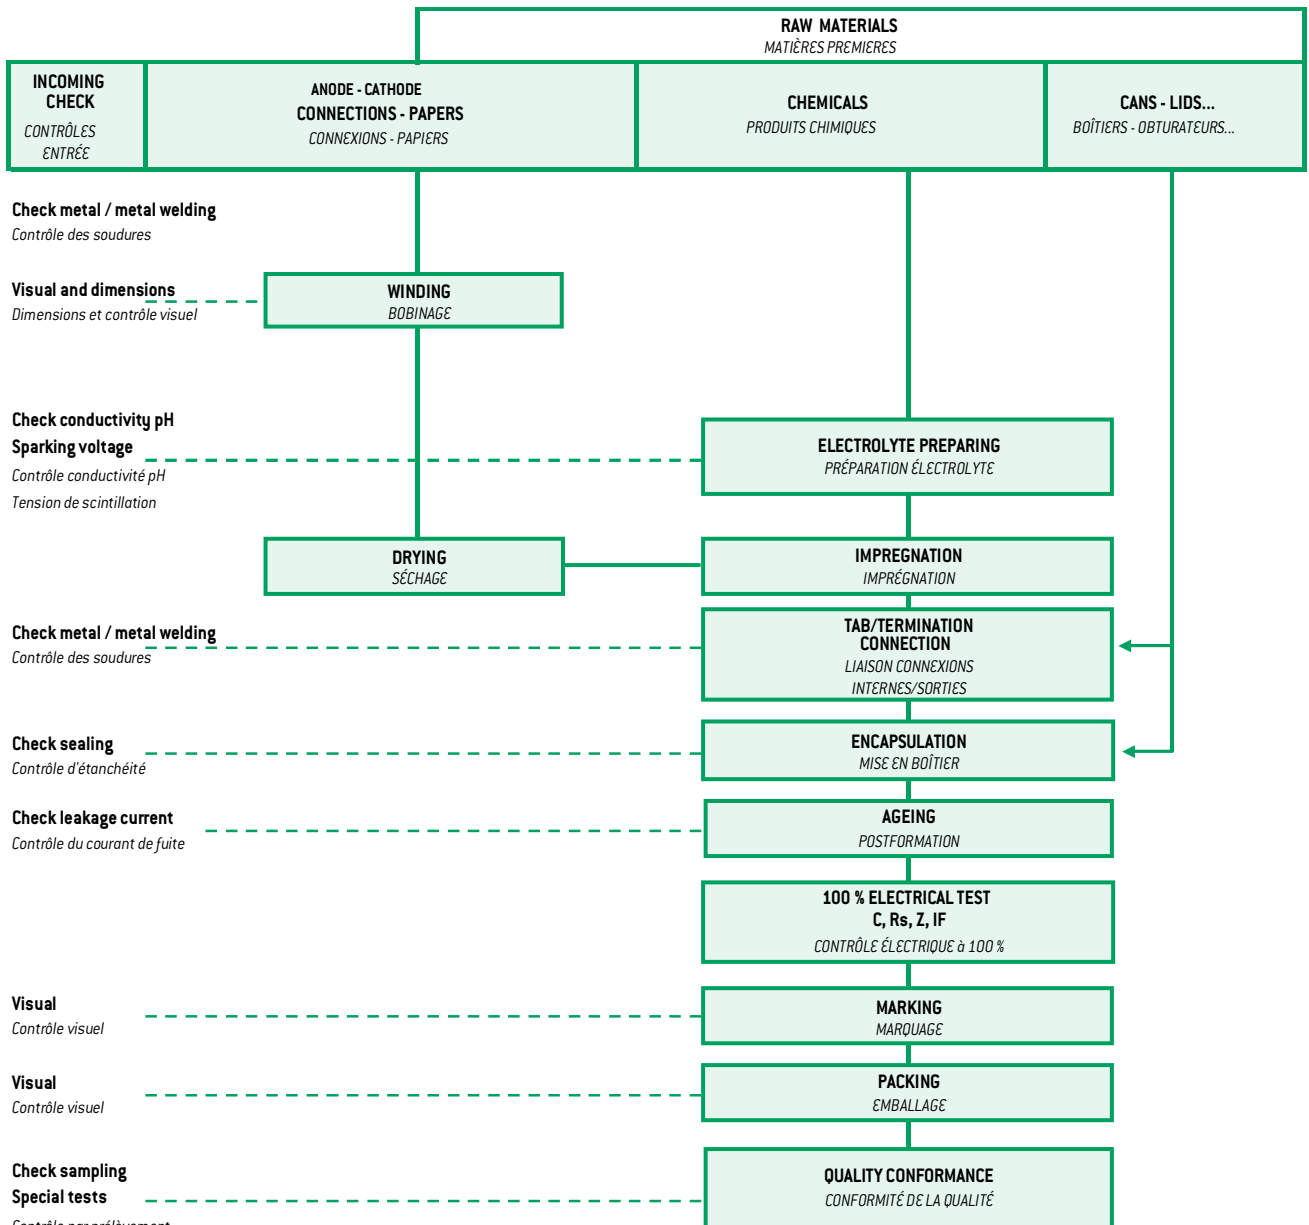 RAW MATERIALS
MATIÈRES PREMIERES
INCOMING
CHECK
CONTRÔLES
ENTRÉE
ANODE - CATHODE
CONNECTIONS - PAPERS
CONNEXIONS - PAPIERS
CHEMICALS
PRODUITS CHIMIQUES
CANS - LIDS...
BOÎTIERS - OBTURATEURS...
Check metal / metal welding
Contrôle des soudures
Visual and dimensions
Dimensions et contrôle visuel
WINDING
BOBINAGE
Check conductivity pH
Sparking voltage
Contrôle conductivité pH
Tension de scintillation
ELECTROLYTE PREPARING
PRÉPARATION ÉLECTROLYTE
DRYING
SÉCHAGE
IMPREGNATION
IMPRÉGNATION
Check metal / metal welding
Contrôle des soudures
TAB/TERMINATION
CONNECTION
LIAISON CONNEXIONS
INTERNES/SORTIES
Check sealing
Contrôle d'étanchéité
ENCAPSULATION
MISE EN BOÎTIER
Check leakage current
Contrôle du courant de fuite
AGEING
POSTFORMATION
100 % ELECTRICAL TEST
C, Rs, Z, IF
CONTRÔLE ÉLECTRIQUE à 100 %
Visual
Contrôle visuel
MARKING
MARQUAGE
Visual
Contrôle visuel
PACKING
EMBALLAGE
Check sampling
Special tests
Contrôle par prélèvement
QUALITY CONFORMANCE
CONFORMITÉ DE LA QUALITÉ